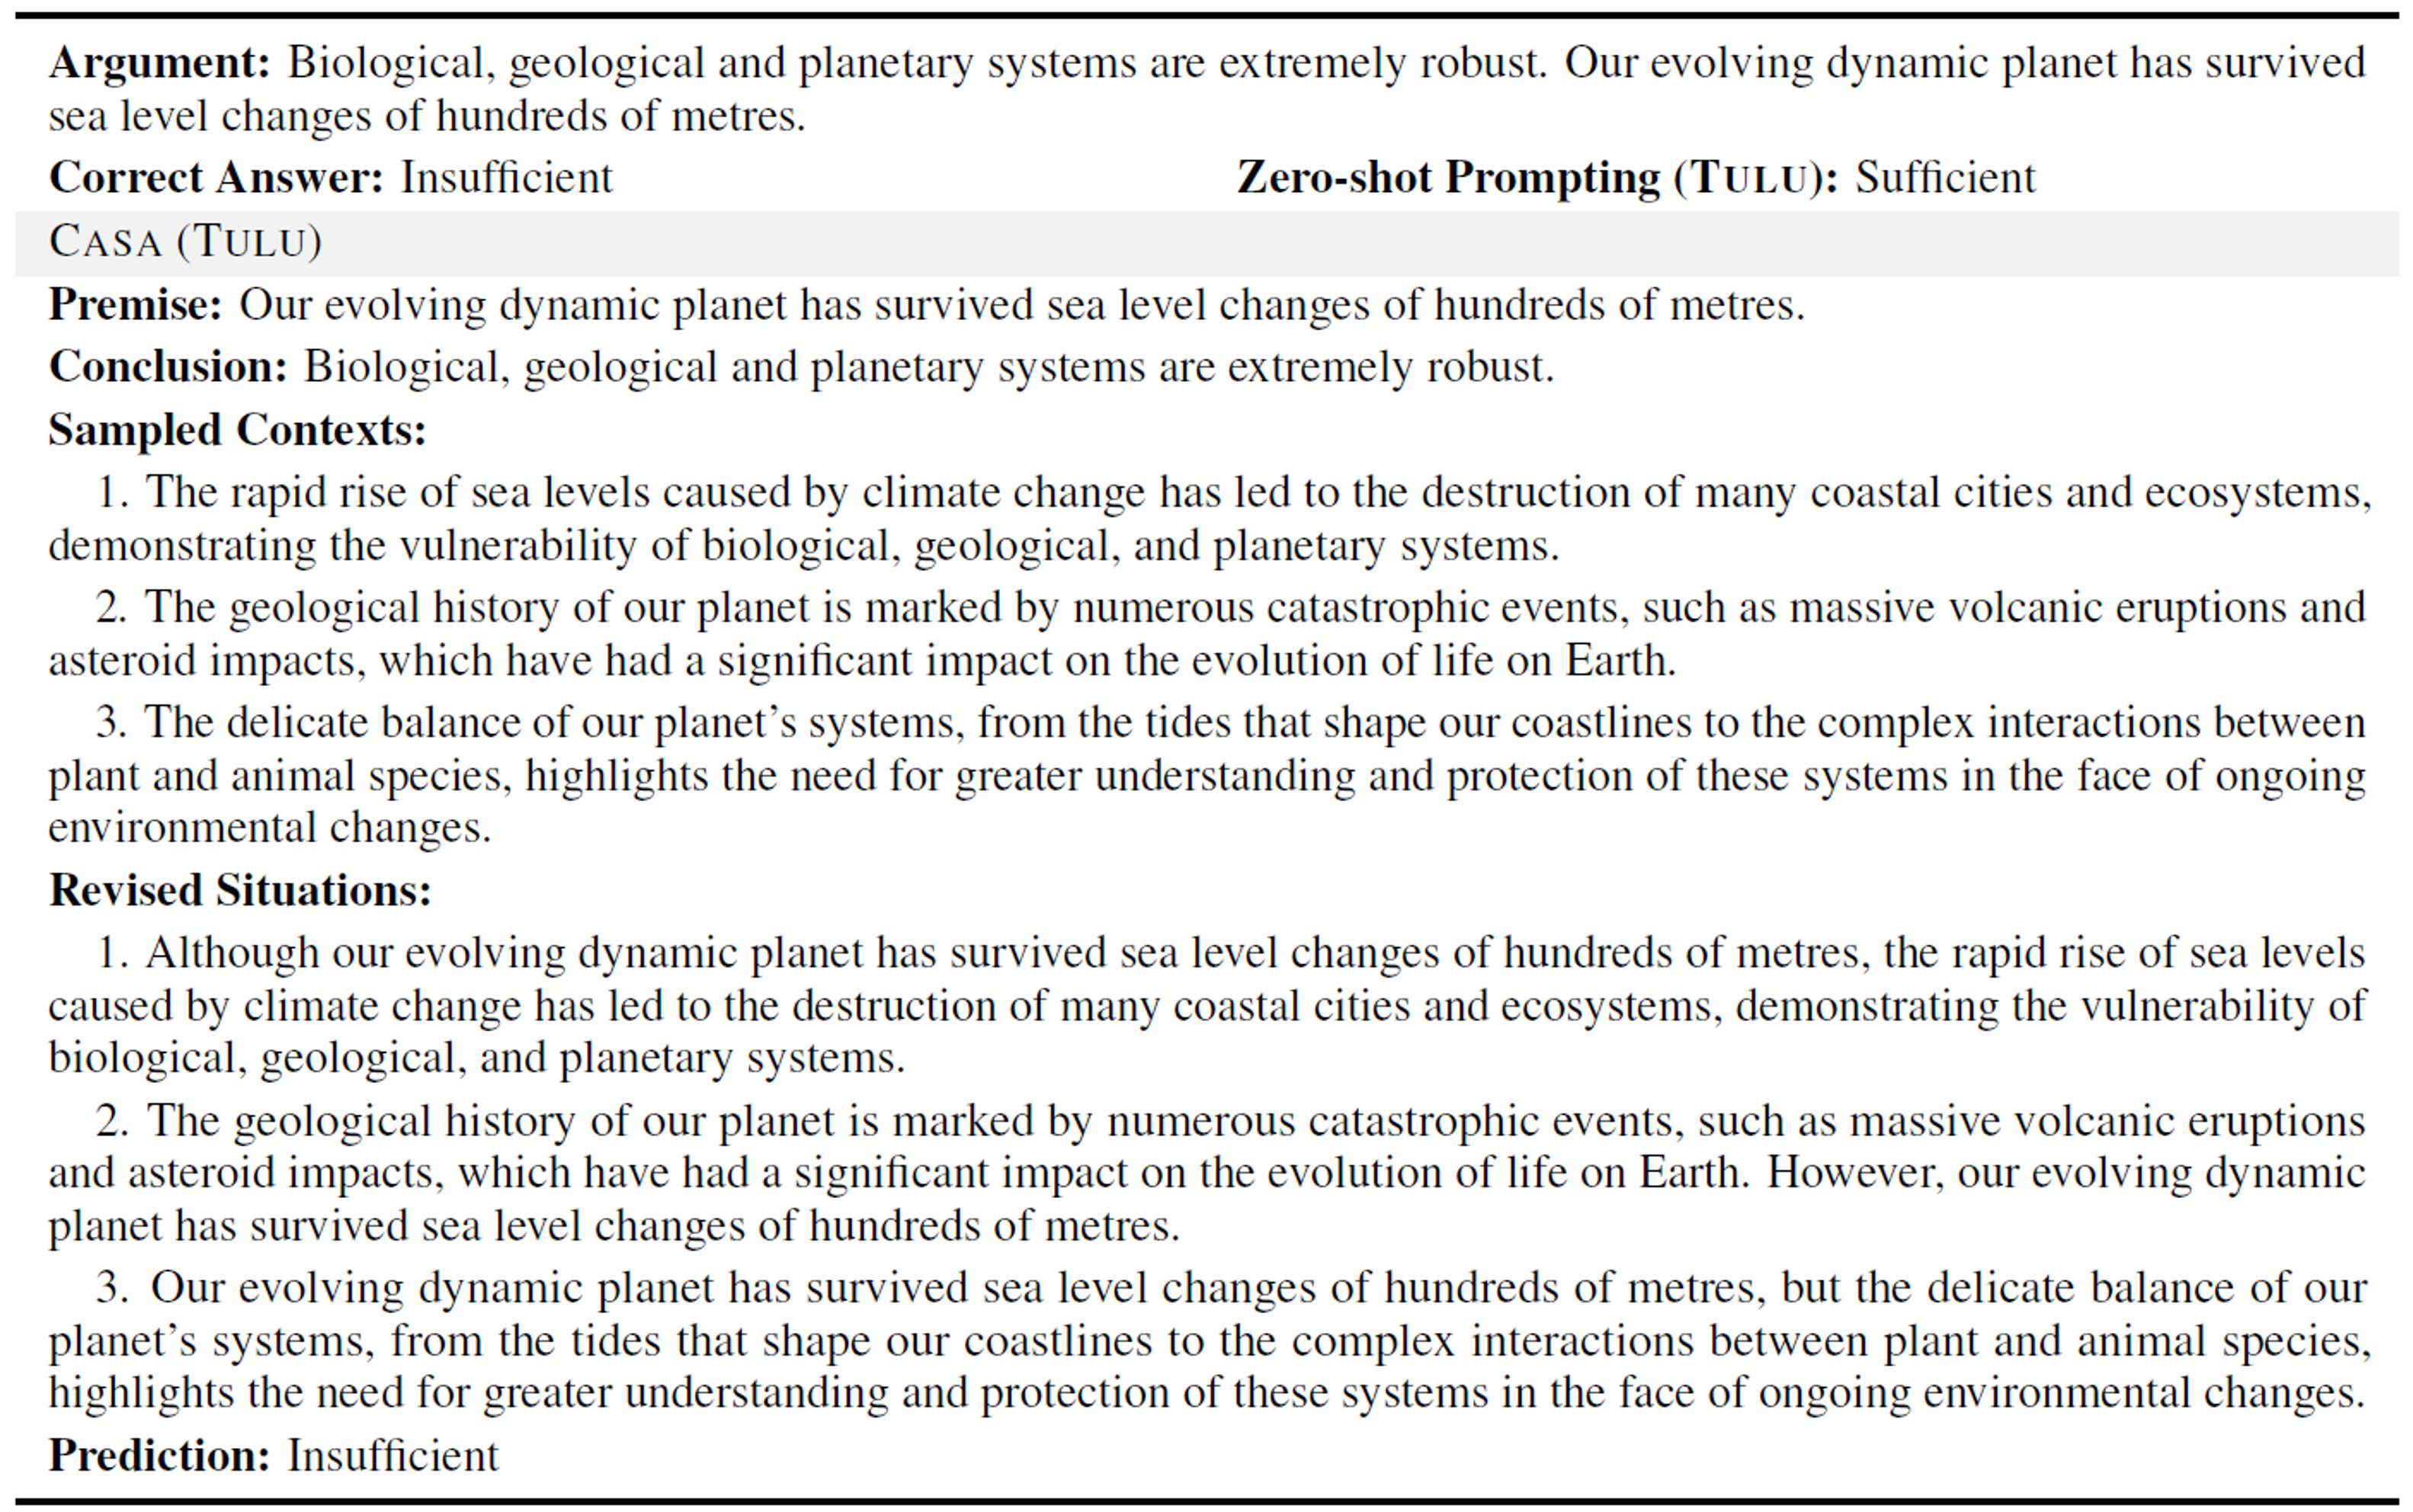 Argument: Biological, geological and planetary systems are extremely robust. Our evolving dynamic planet has survived
sea level changes of hundreds of metres.
Correct Answer: Insufficient Zero-shot Prompting (TULU): Sufficient
CASA (TULU)
Premise: Our evolving dynamic planet has survived sea level changes of hundreds of metres.
Conclusion: Biological, geological and planetary systems are extremely robust.
Sampled Contexts:
1. The rapid rise of sea levels caused by climate change has led to the destruction of many coastal cities and ecosystems,
demonstrating the vulnerability of biological, geological, and planetary systems.
2. The geological history of our planet is marked by numerous catastrophic events, such as massive volcanic eruptions and
asteroid impacts, which have had a significant impact on the evolution of life on Earth.
3. The delicate balance of our planet’s systems, from the tides that shape our coastlines to the complex interactions between
plant and animal species, highlights the need for greater understanding and protection of these systems in the face of ongoing
environmental changes.
Revised Situations:
1. Although our evolving dynamic planet has survived sea level changes of hundreds of metres, the rapid rise of sea levels
caused by climate change has led to the destruction of many coastal cities and ecosystems, demonstrating the vulnerability of
biological, geological, and planetary systems.
2. The geological history of our planet is marked by numerous catastrophic events, such as massive volcanic eruptions
and asteroid impacts, which have had a significant impact on the evolution of life on Earth. However, our evolving dynamic
planet has survived sea level changes of hundreds of metres.
3. Our evolving dynamic planet has survived sea level changes of hundreds of metres, but the delicate balance of our
planet’s systems, from the tides that shape our coastlines to the complex interactions between plant and animal species,
highlights the need for greater understanding and protection of these systems in the face of ongoing environmental changes.
Prediction: Insufficient